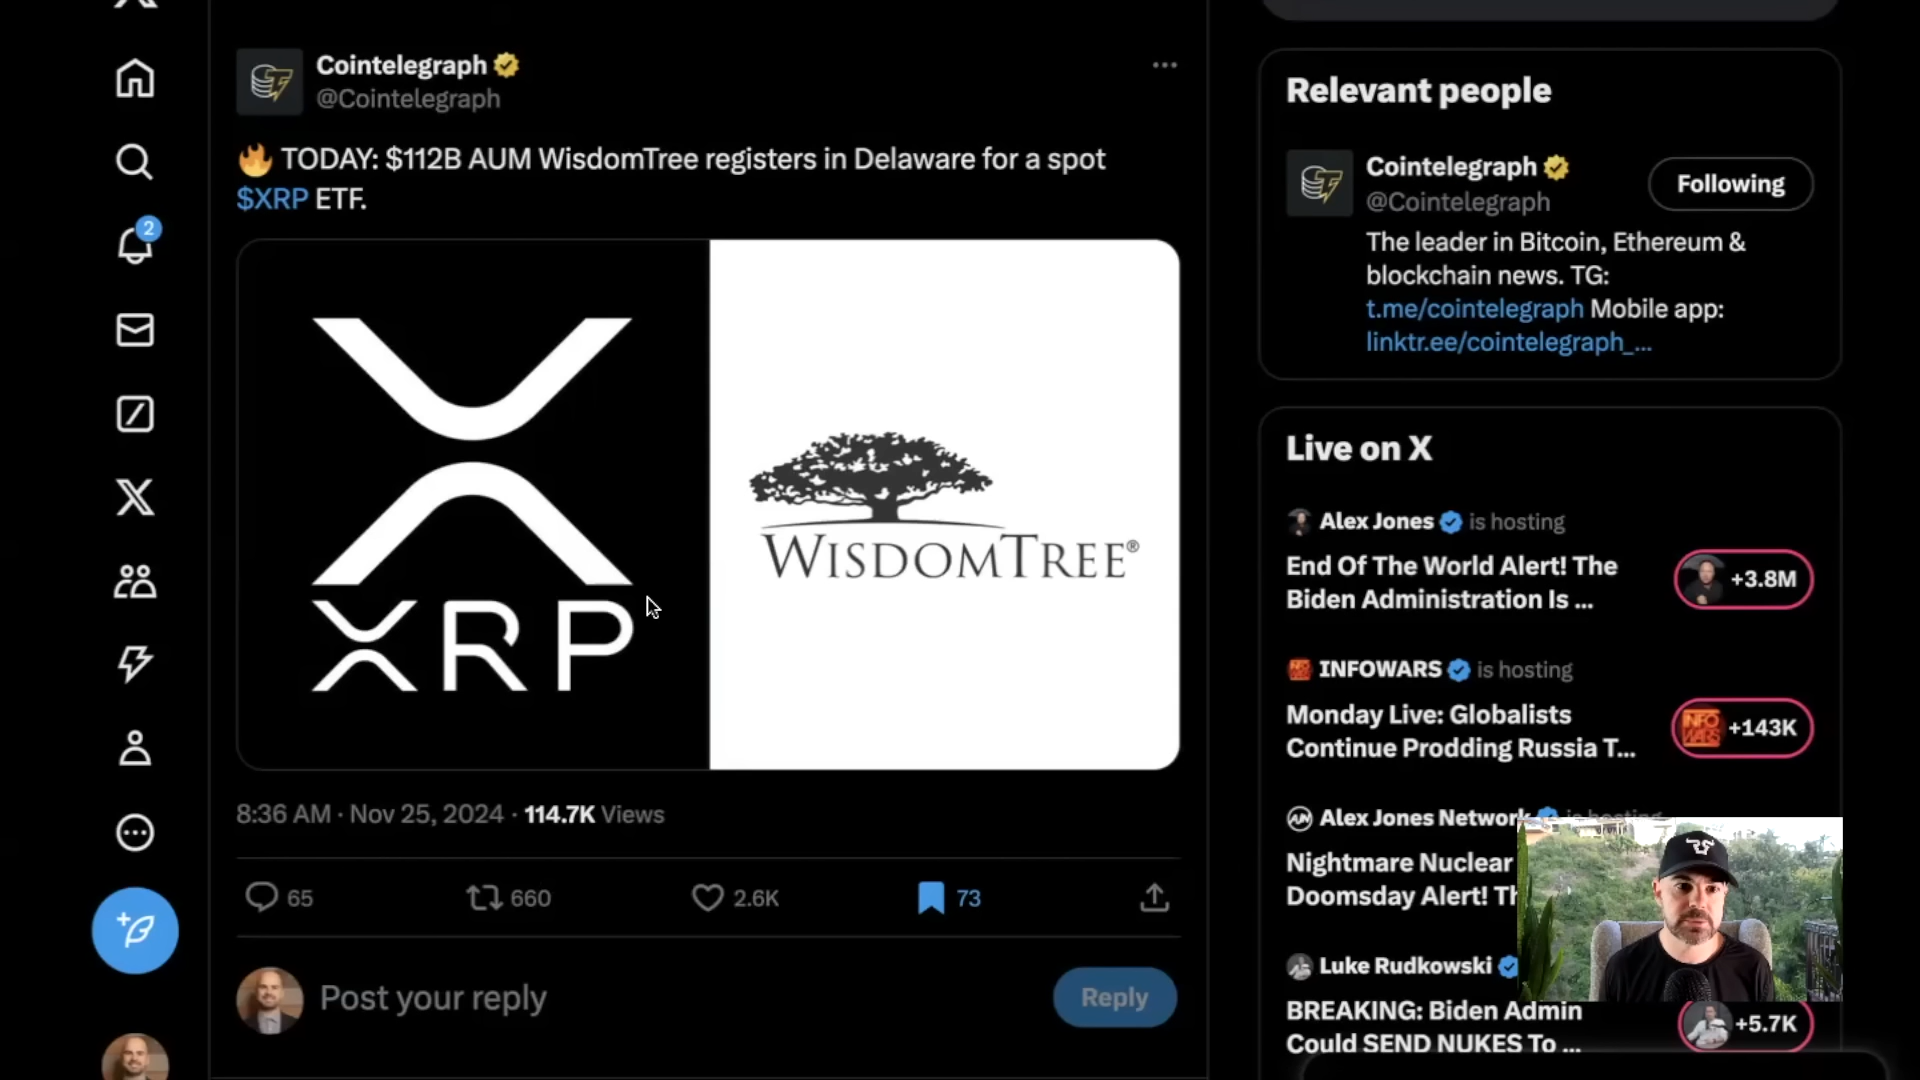 Cointelegraph
@Cointelegraph
TODAY: $112B AUM WisdomTree registers in Delaware for a spot
$XRP ETF.
XRP
WISDOMTREE®
8:36 AM · Nov 25, 2024 · 114.7K Views
65
660
2.6K
73
Post your reply
Reply
2
Relevant people
Cointelegraph
@Cointelegraph
Following
The leader in Bitcoin, Ethereum &
blockchain news. TG:
t.me/cointelegraph Mobile app:
linktr.ee/cointelegraph_...
Live on X
Alex Jones is hosting
End Of The World Alert! The
Biden Administration Is ...
+3.8M
INFOWARS is hosting
Monday Live: Globalists
Continue Prodding Russia T...
INFO
WARS
+143K
Alex Jones Network is hosting
Nightmare Nuclear
Doomsday Alert!
Luke Rudkowski
BREAKING: Biden Admin
Could SEND NUKES To ...
+5.7K